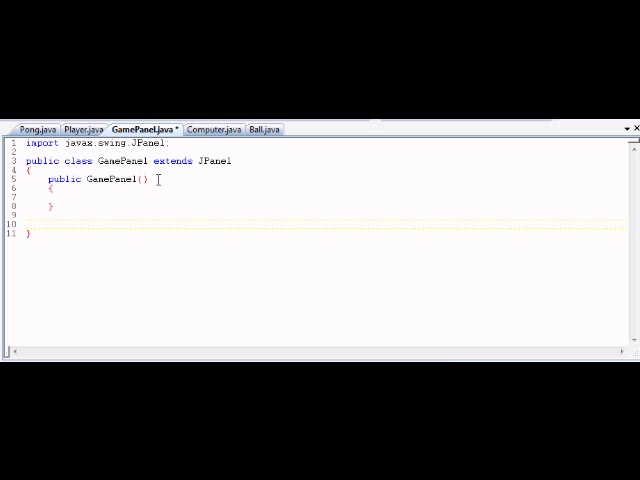 Pong.java Player.java GamePanel.java * Computer.java Ball.java
1 import javax.swing.JPanel;
2
3 public class GamePanel extends JPanel
4 {
5 public GamePanel()
6 {
7
8 }
9
10
11 }